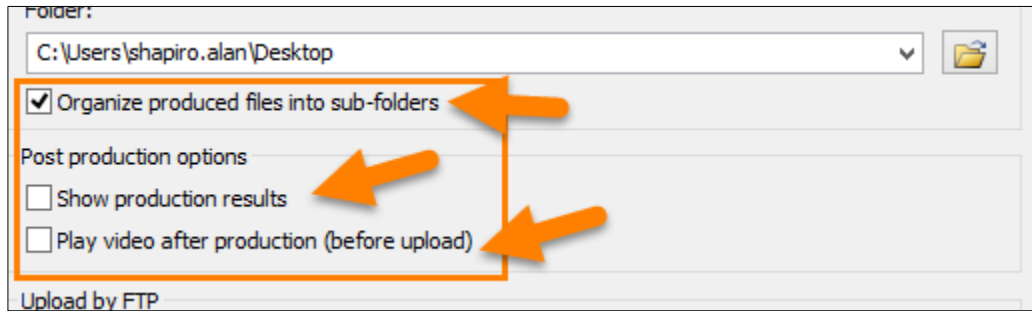 Folder:
C:\Users\shapiro.alan\Desktop
Organize produced files into sub-folders
Post production options
Show production results
Play video after production (before upload)
Upload by FTP